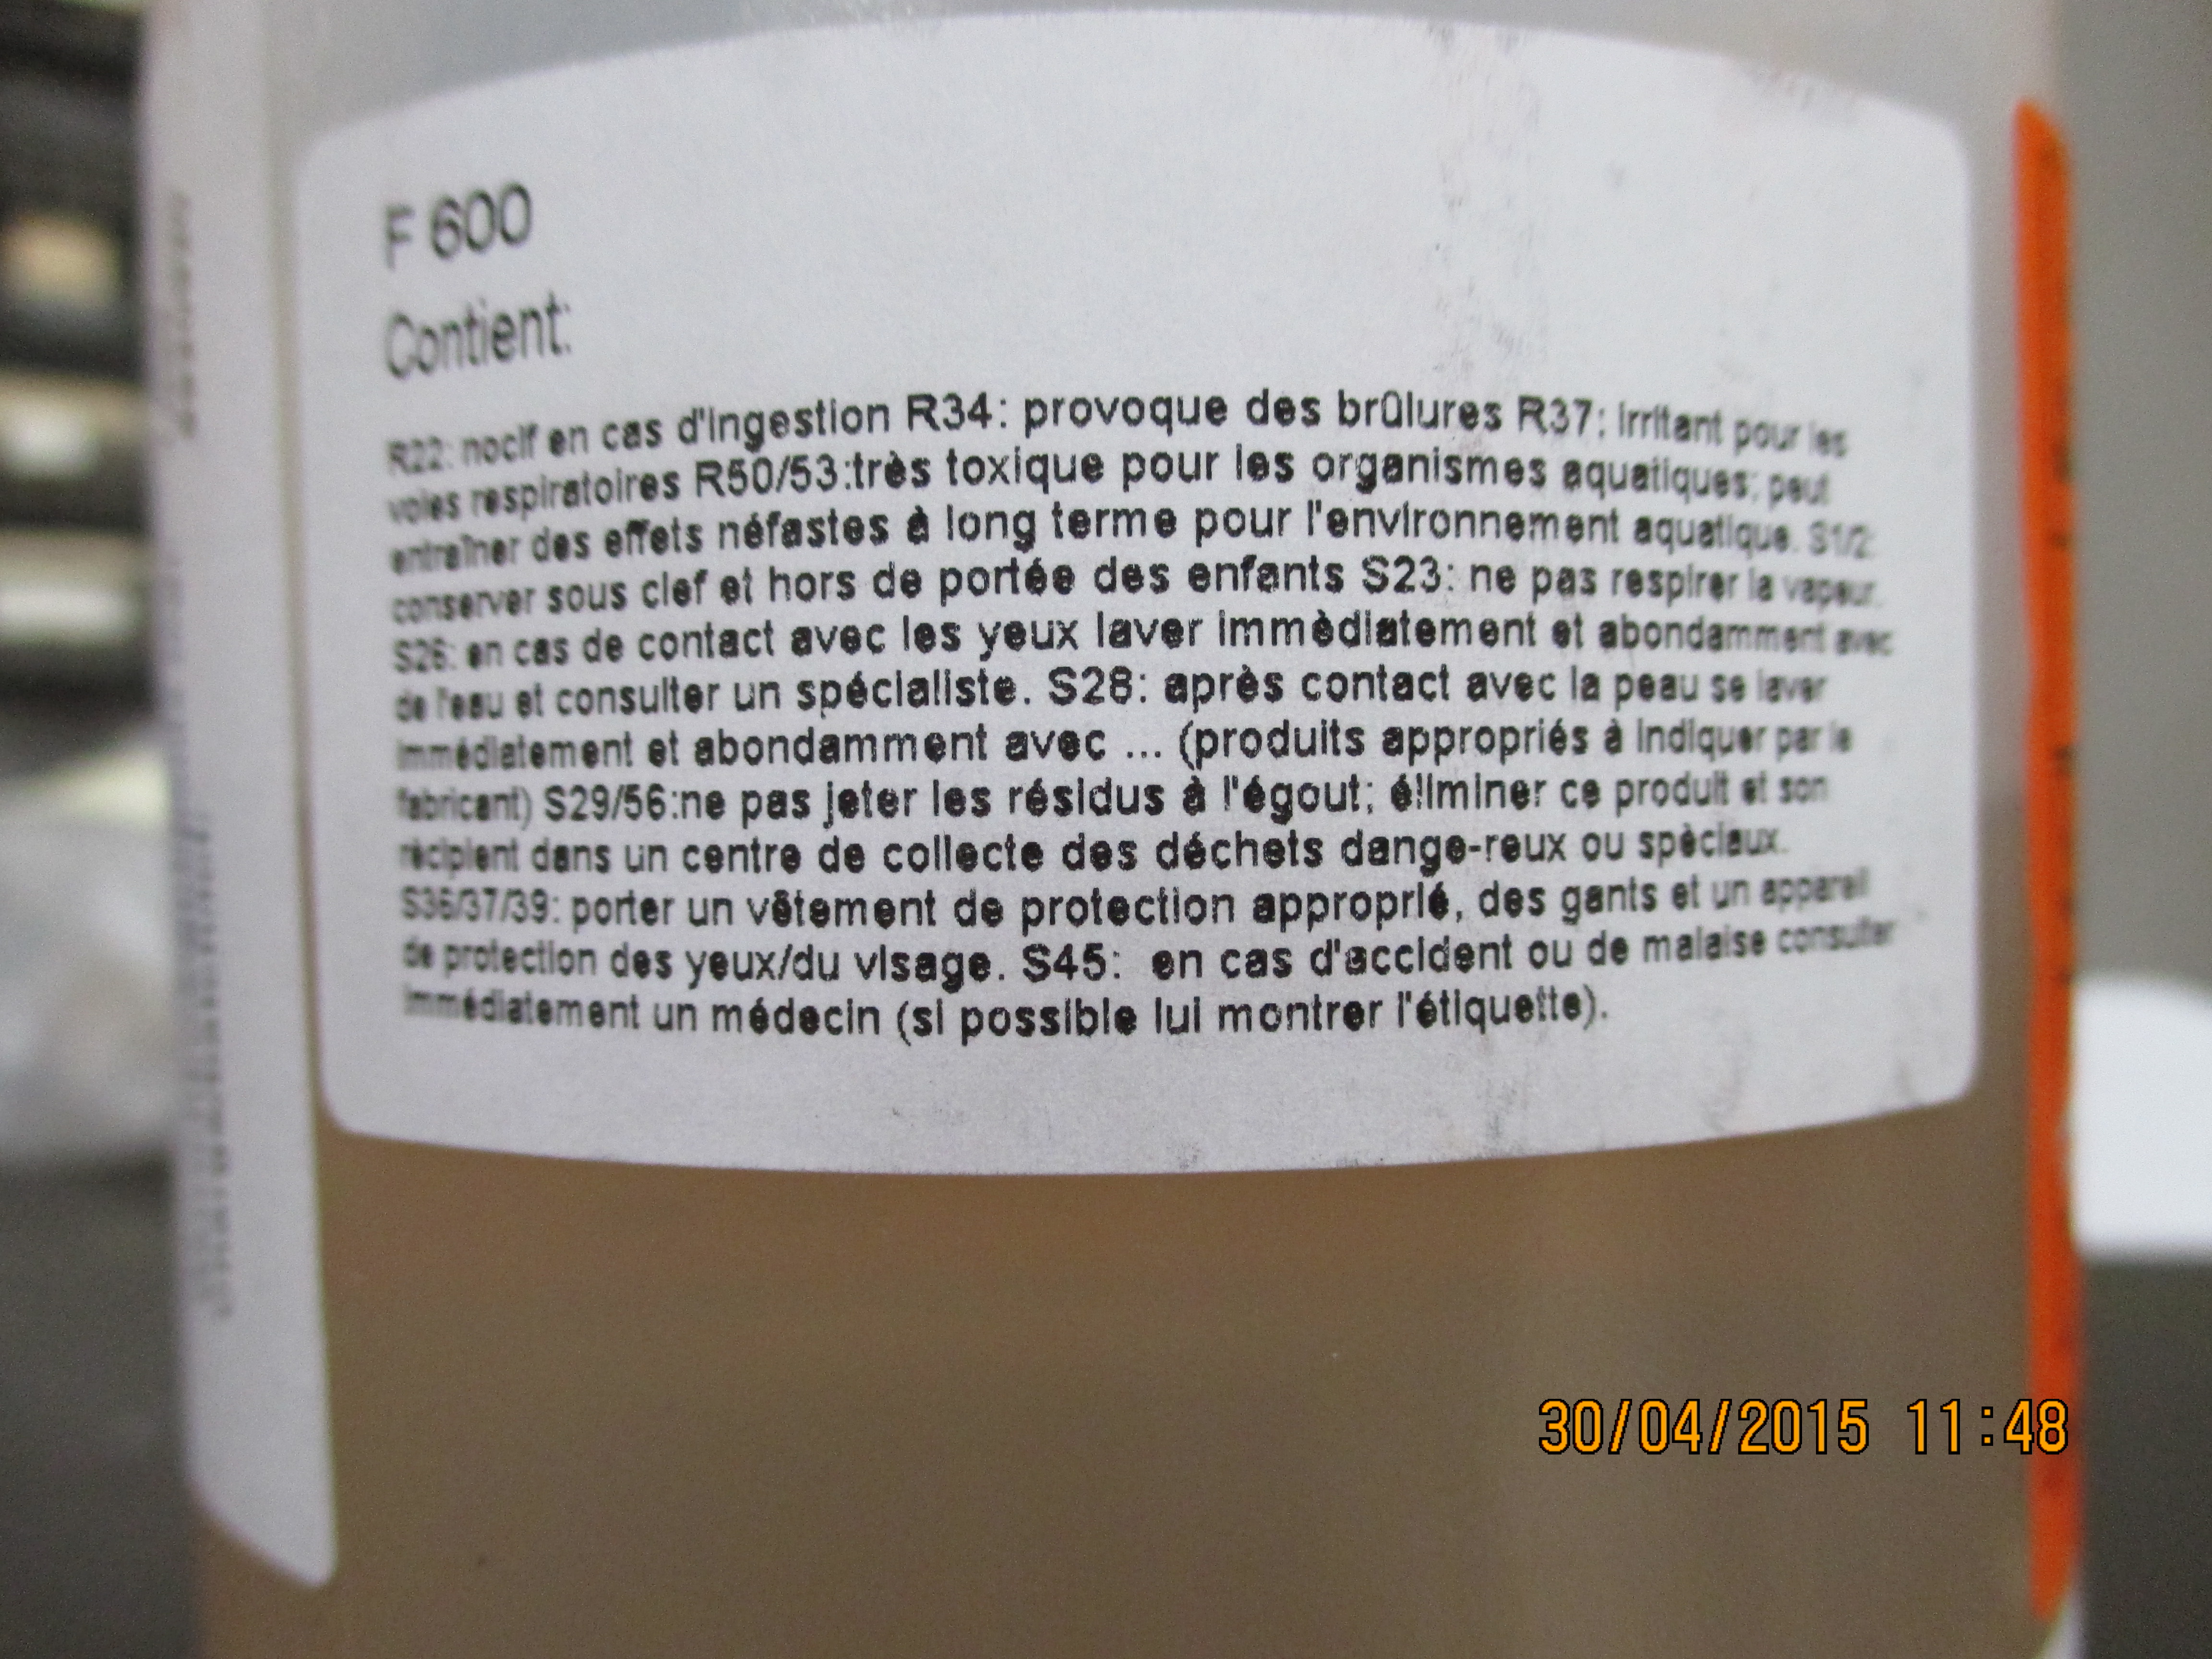 F 600
Contient:
R22: nocif en cas d'ingestion R34: provoque des brûlures R37: irritant pour les
voies respiratoires R50/53:très toxique pour les organismes aquatiques; peut
entraîner des effets néfastes à long terme pour l'environnement aquatique. S1/2:
conserver sous clef et hors de portée des enfants S23: ne pas respirer la vapeur.
S26: en cas de contact avec les yeux laver immèdiatement et abondamment avec
de l'eau et consulter un spécialiste. S28: après contact avec la peau se laver
immédiatement et abondamment avec ... (produits appropriés à indiquer par le
fabricant) S29/56:ne pas jeter les résidus à l'égout; éliminer ce produit et son
rècipient dans un centre de collecte des déchets dange-reux ou spèciaux.
S36/37/39: porter un vêtement de protection approprié, des gants et un appareil
de protection des yeux/du visage. S45: en cas d'accident ou de malaise consulter
immédiatement un médecin (si possible lui montrer l'étiquette).
30/04/2015 11:48